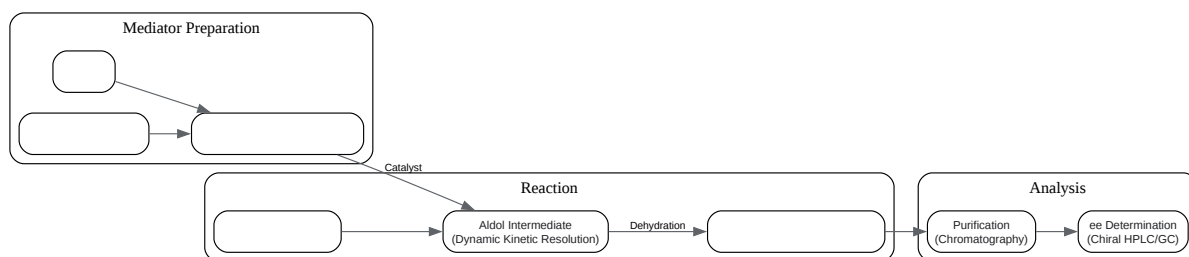 Mediator Preparation
Catalyst
Reaction
Aldol Intermediate
(Dynamic Kinetic Resolution)
Dehydration
Analysis
Purification
(Chromatography)
ee Determination
(Chiral HPLC/GC)